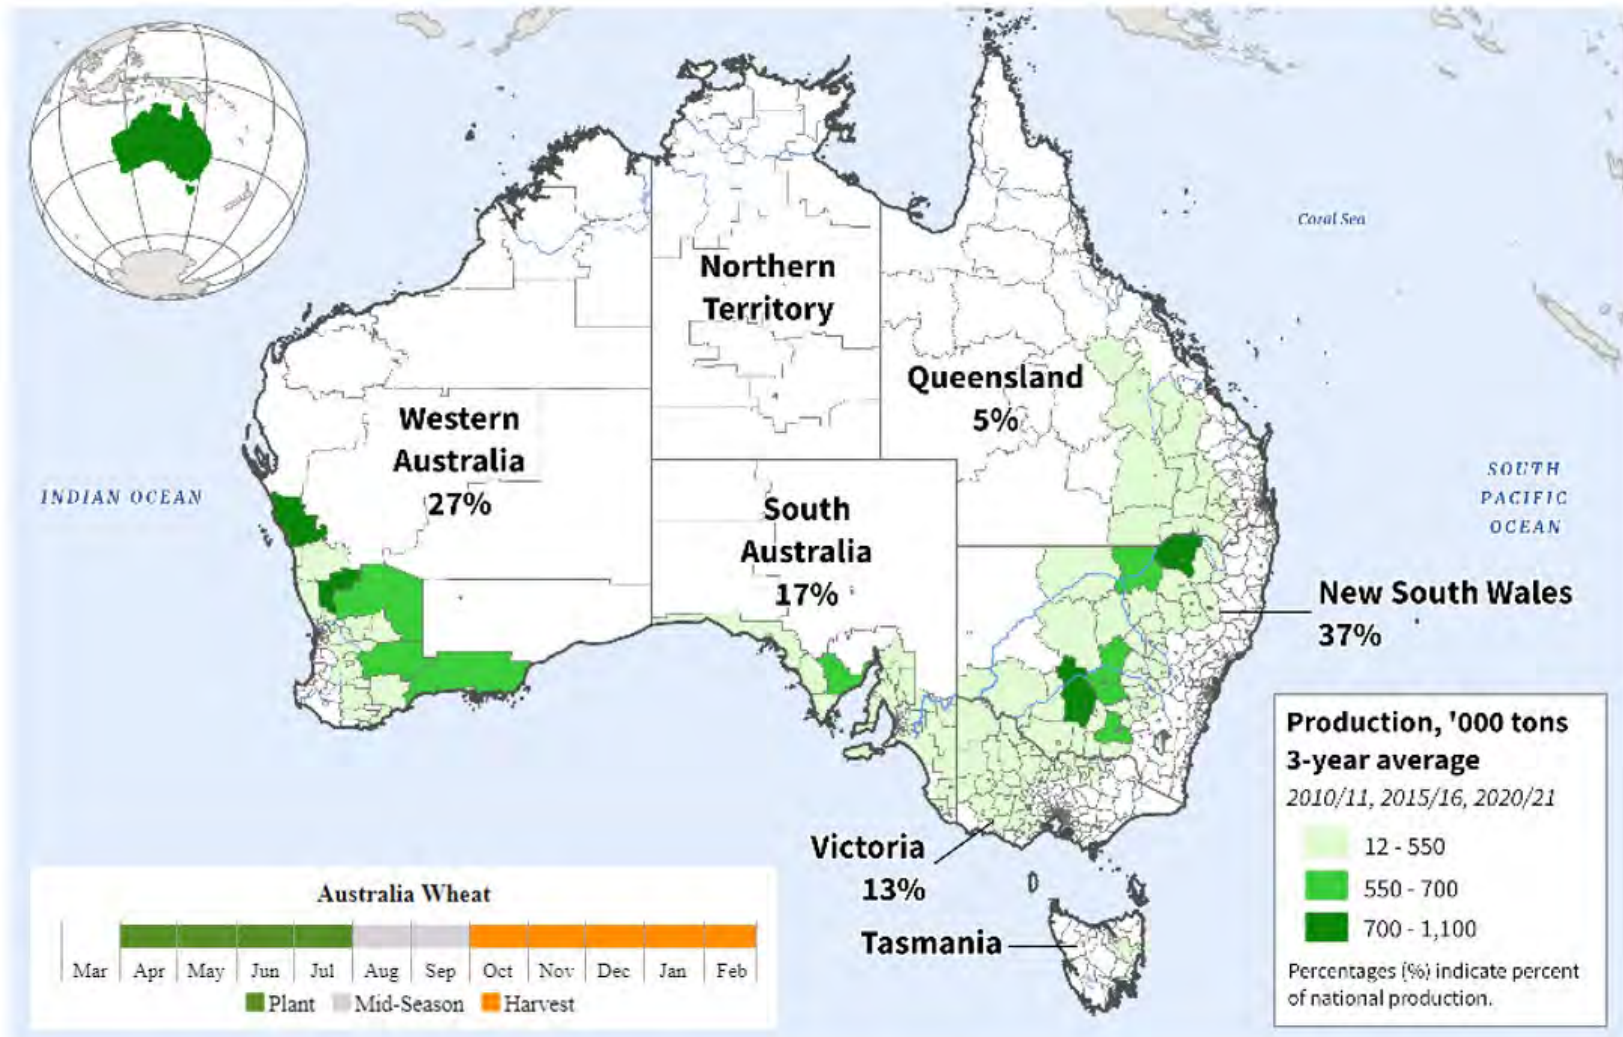 Coral Sea
Northern
Territory
Queensland
5%
Western
Australia
27%
INDIAN OCEAN
SOUTH
PACIFIC
OCEAN
South
Australia
17%
New South Wales
37%
Victoria
13%
Tasmania
Production, '000 tons
3-year average
2010/11, 2015/16, 2020/21
12 - 550
550 - 700
700 - 1,100
Percentages (%) indicate percent
of national production.
Australia Wheat
Mar Apr May Jun Jul Aug Sep Oct Nov Dec Jan Feb
Plant Mid-Season Harvest